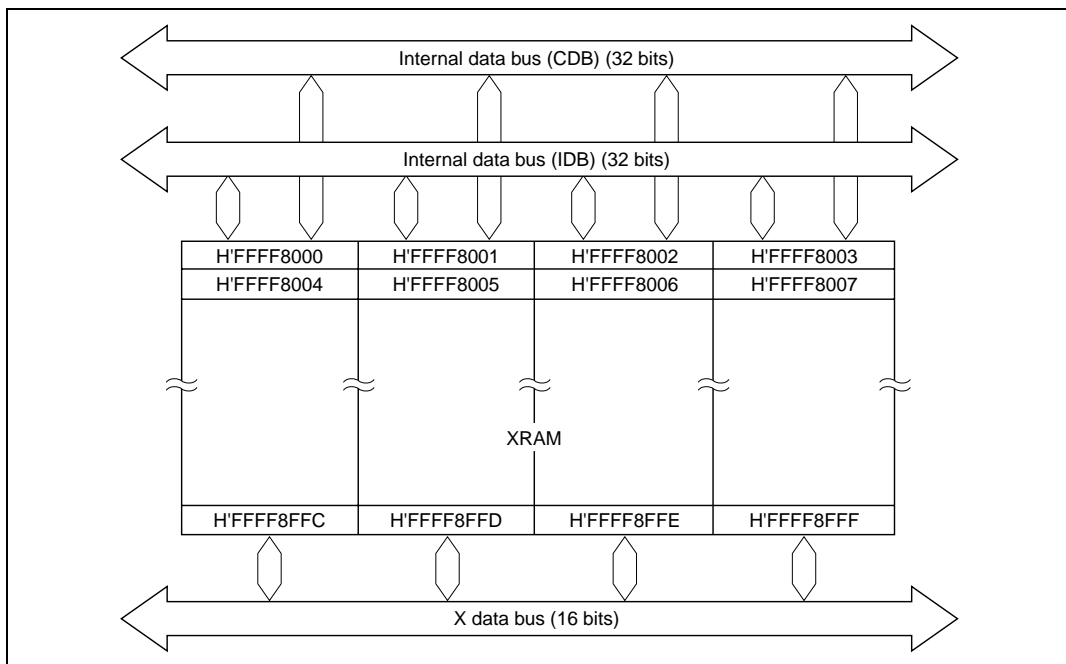 Internal data bus (CDB) (32 bits)
Internal data bus (IDB) (32 bits)
H'FFFF8000 H'FFFF8001 H'FFFF8002 H'FFFF8003
H'FFFF8004 H'FFFF8005 H'FFFF8006 H'FFFF8007
XRAM
H'FFFF8FFC H'FFFF8FFD H'FFFF8FFE H'FFFF8FFF
X data bus (16 bits)